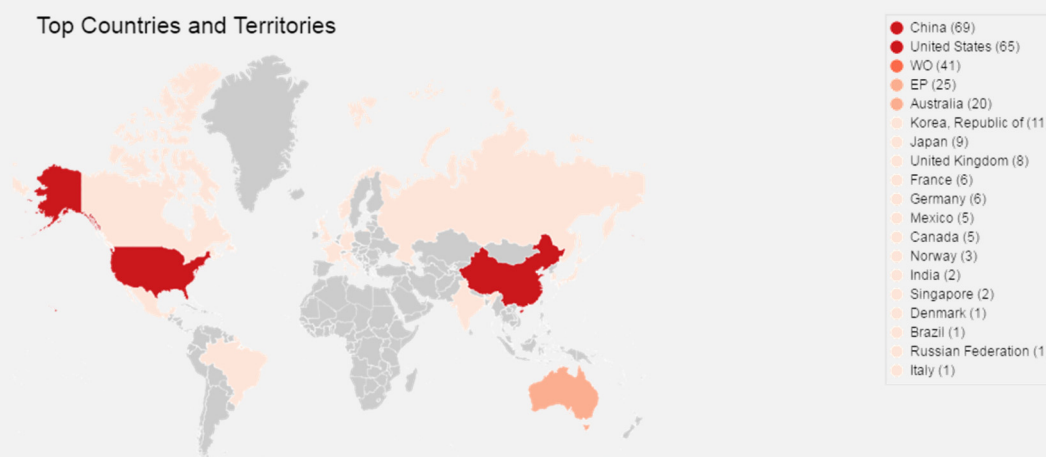 Top Countries and Territories
China (69)
United States (65)
WO (41)
EP (25)
Australia (20)
Korea, Republic of (11
Japan (9)
United Kingdom (8)
France (6)
Germany (6)
Mexico (5)
Canada (5)
Norway (3)
India (2)
Singapore (2)
Denmark (1)
Brazil (1)
Russian Federation (1
Italy (1)